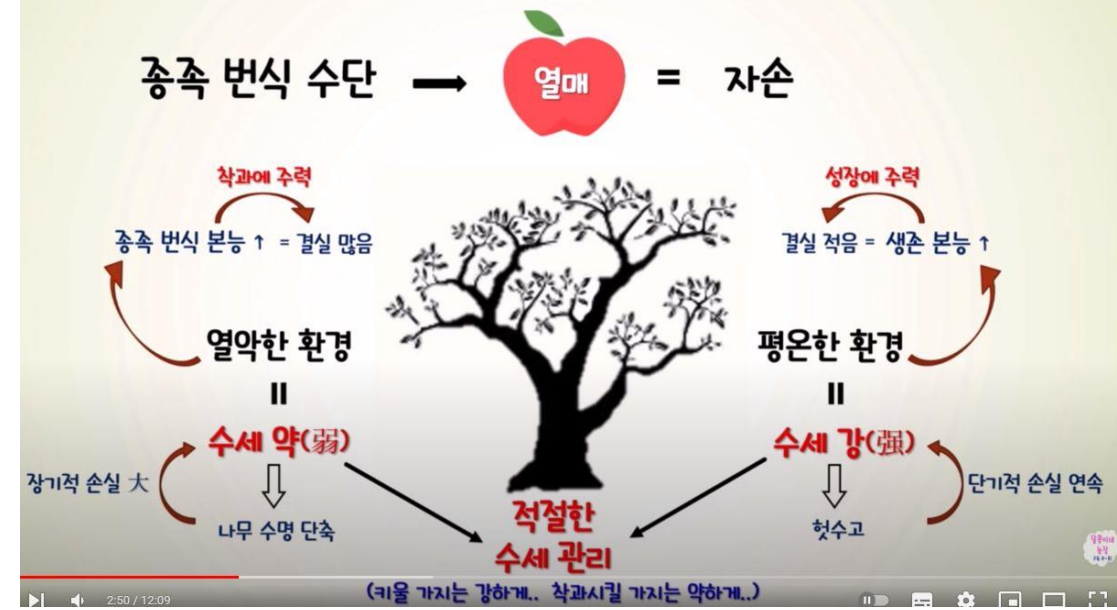 종족 번식 수단 → 열매 = 자손
착과에 주력
성장에 주력
종족 번식 본능 ↑ = 결실 많음
결실 적음 = 생존 본능 ↑
열악한 환경
평온한 환경
=
=
수세 약(弱)
수세 강(强)
장기적 손실 大
단기적 손실 연속
나무 수명 단축
헛수고
적절한
수세 관리
(키울 가지는 강하게.. 착과시킬 가지는 약하게..)
2:50 / 12:09